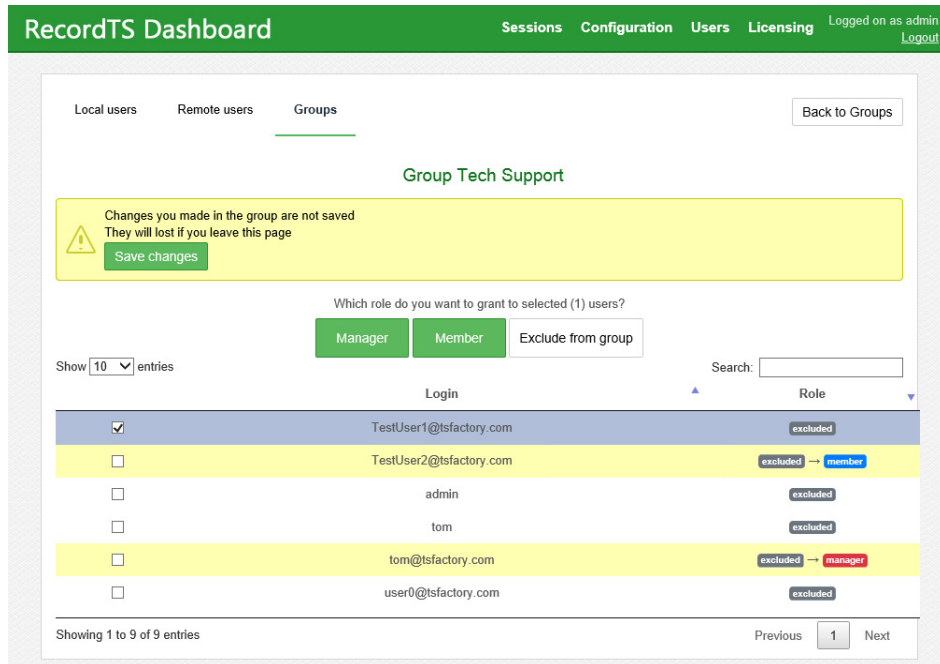 RecordTS Dashboard
Sessions Configuration Users Licensing Logged on as admin
Logout
Local users Remote users Groups Back to Groups
Group Tech Support
Changes you made in the group are not saved
They will lost if you leave this page
Save changes
Which role do you want to grant to selected (1) users?
Manager Member Exclude from group
Show 10 entries Search:
Login Role
TestUser1@tsfactory.com excluded
TestUser2@tsfactory.com excluded → member
admin excluded
tom excluded
tom@tsfactory.com excluded → manager
user0@tsfactory.com excluded
Showing 1 to 9 of 9 entries Previous 1 Next